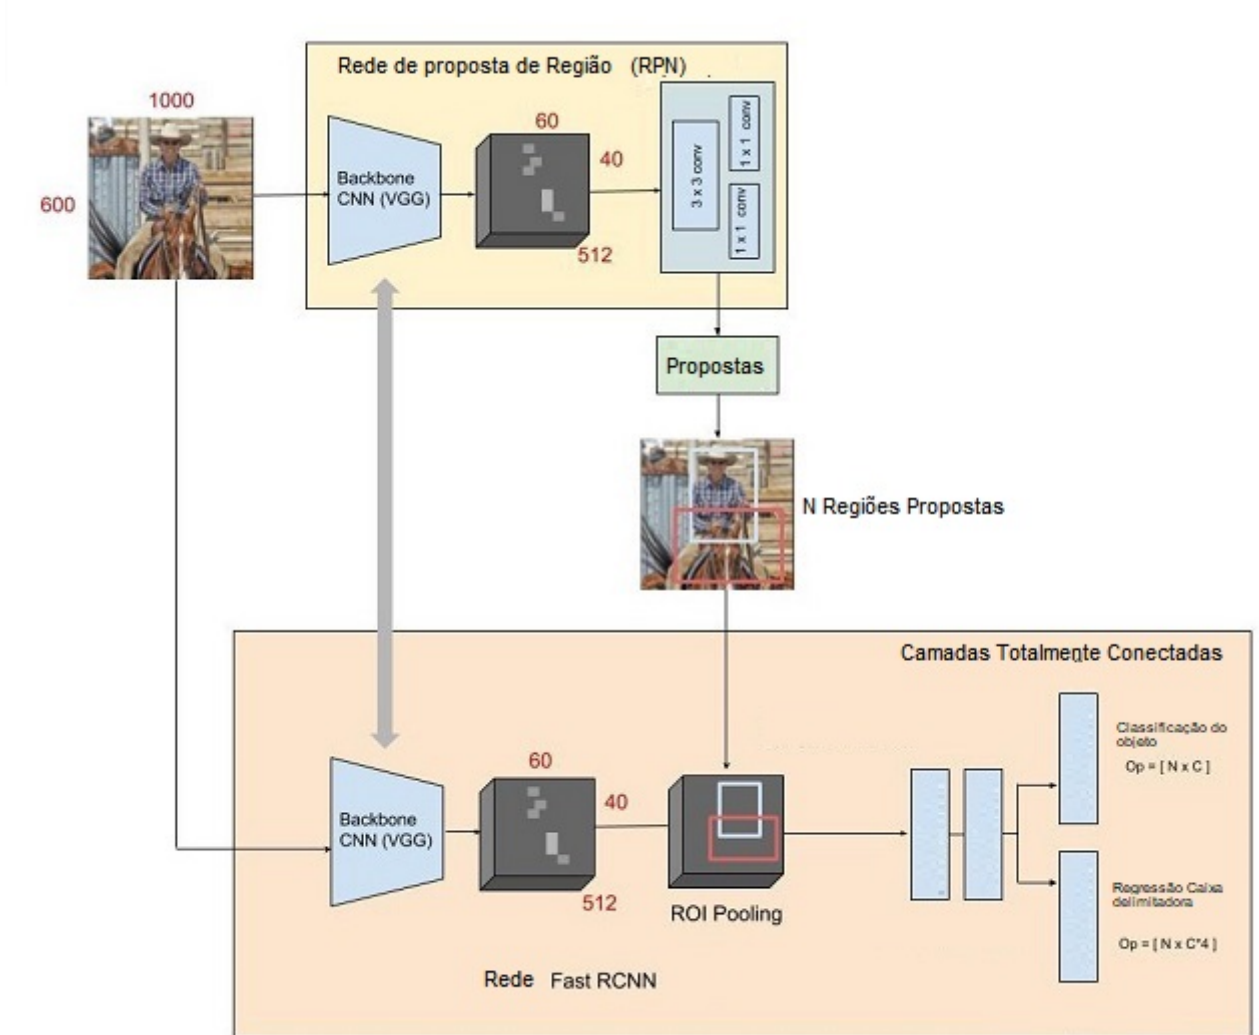 Rede de proposta de Região (RPN)
1000
600
Backbone
CNN (VGG)
60
40
512
3 x 3 conv
1 x 1 conv
1 x 1 conv
Propostas
N Regiões Propostas
Camadas Totalmente Conectadas
Backbone
CNN (VGG)
60
40
512
ROI Pooling
Classificação do
objeto
Op = [ N x C ]
Regressão Caixa
delimitadora
Op = [ N x C*4 ]
Rede Fast RCNN